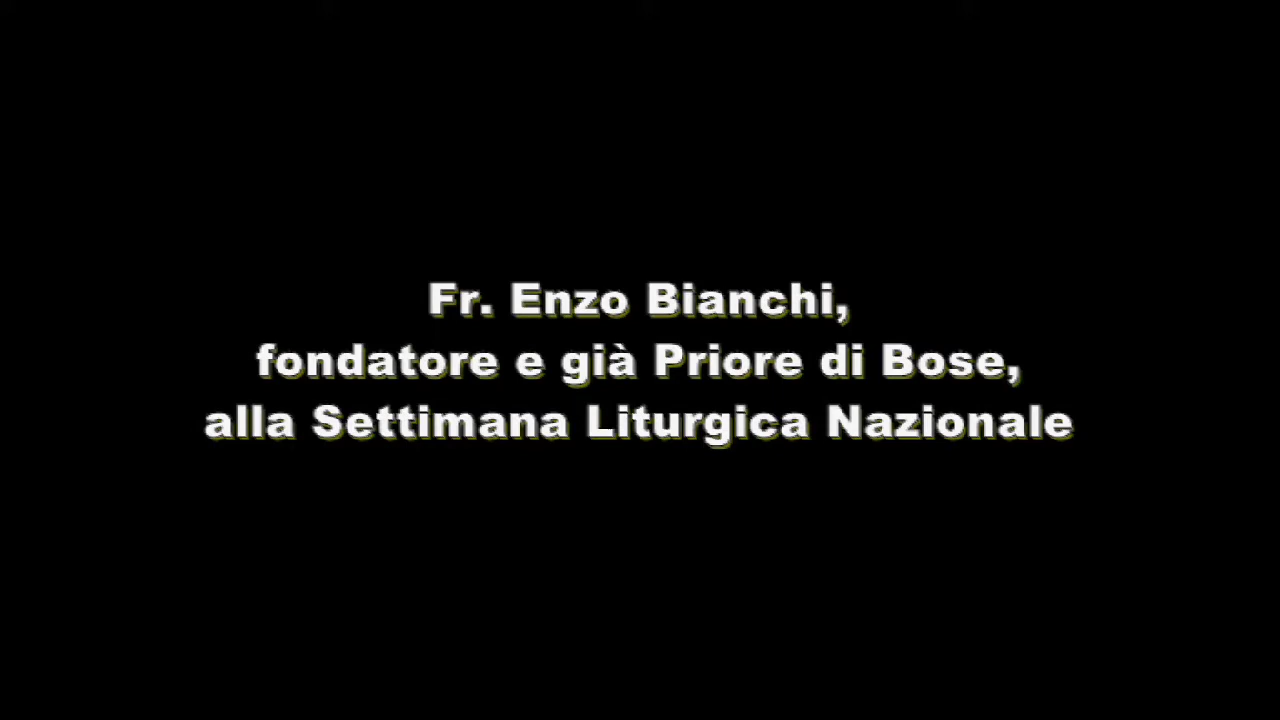 Fr. Enzo Bianchi,
fondatore e già Priore di Bose,
alla Settimana Liturgica Nazionale